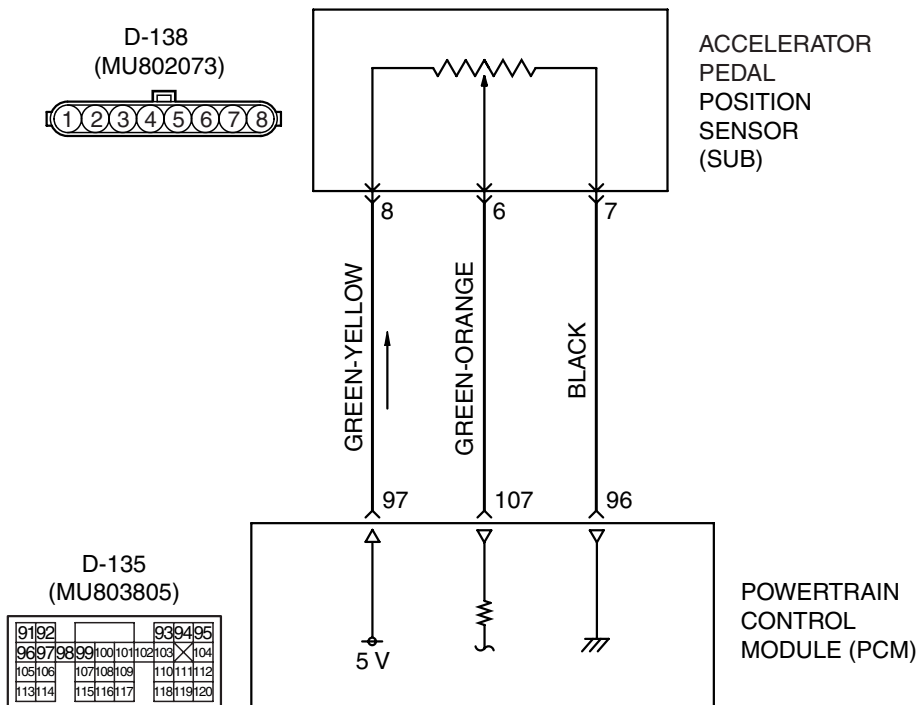 D-138
(MU802073)
1 2 3 4 5 6 7 8
ACCELERATOR
PEDAL
POSITION
SENSOR
(SUB)
8 6 7
GREEN-YELLOW
GREEN-ORANGE
BLACK
97 107 96
D-135
(MU803805)
91 92 93 94 95
96 97 98 99 100 101 102 103 104
105 106 107 108 109 110 111 112
113 114 115 116 117 118 119 120
5 V
POWERTRAIN
CONTROL
MODULE (PCM)